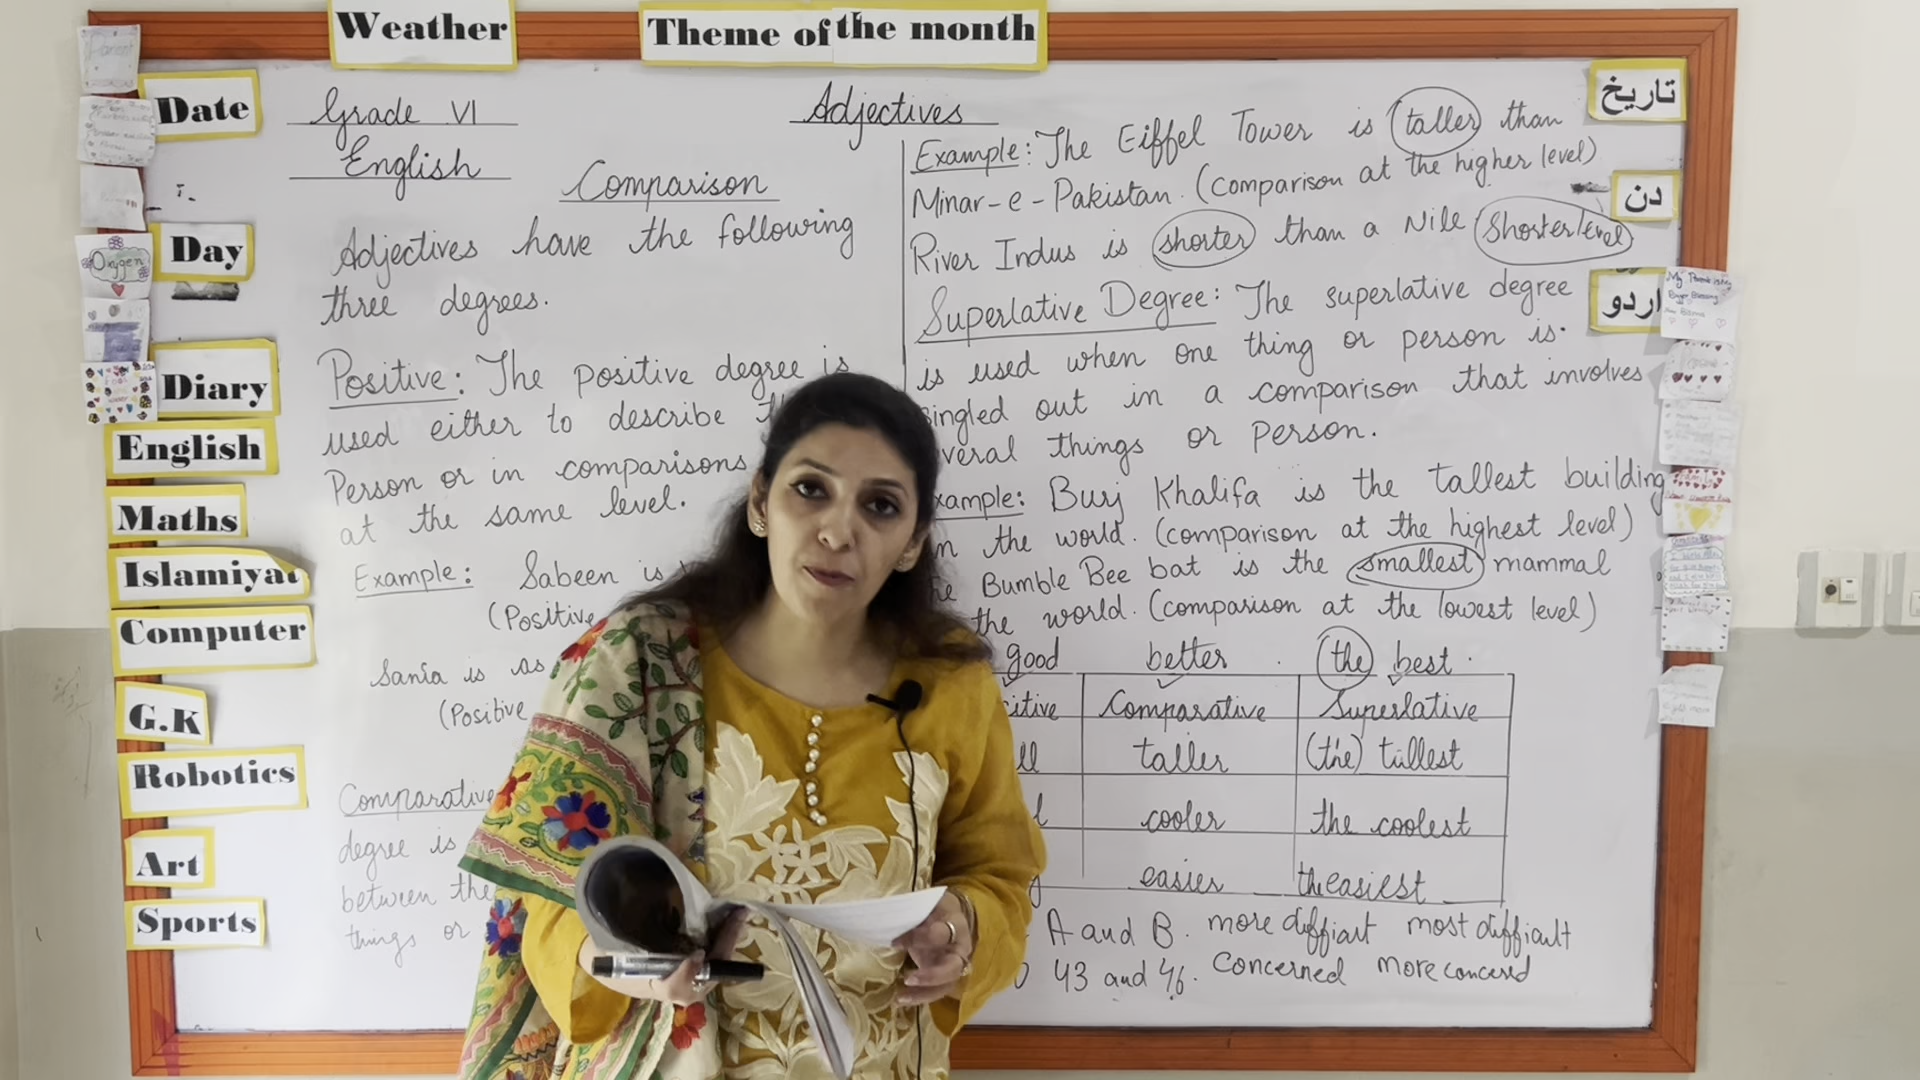 Weather
Theme of the month
Date
Day
Diary
English
Maths
Islamiyat
Computer
G.K
Robotics
Art
Sports
Oxygen
Grade VI
English
Adjectives
Comparison
Adjectives have the following
three degrees.
Positive: The positive degree is
used either to describe
Person or in comparisons
at the same level.
Example: Sabeen is
(Positive
Sania is as
(Positive
Comparative
degree is
between the
things or
Example: The Eiffel Tower is taller than
Minar-e-Pakistan. (comparison at the higher level)
River Indus is shorter than a Nile (Shorter level)
Superlative Degree: The superlative degree
is used when one thing or person is
singled out in a comparison that involves
several things or person.
Example: Burj Khalifa is the tallest building
in the world. (comparison at the highest level)
The Bumble Bee bat is the smallest mammal
the world. (comparison at the lowest level)
good better (the) best
Comparative Superlative
taller (the) tallest
cooler the coolest
easier the easiest
A and B. more difficult most difficult
43 and 46. concerned more concered
تاریخ
دن
اردو